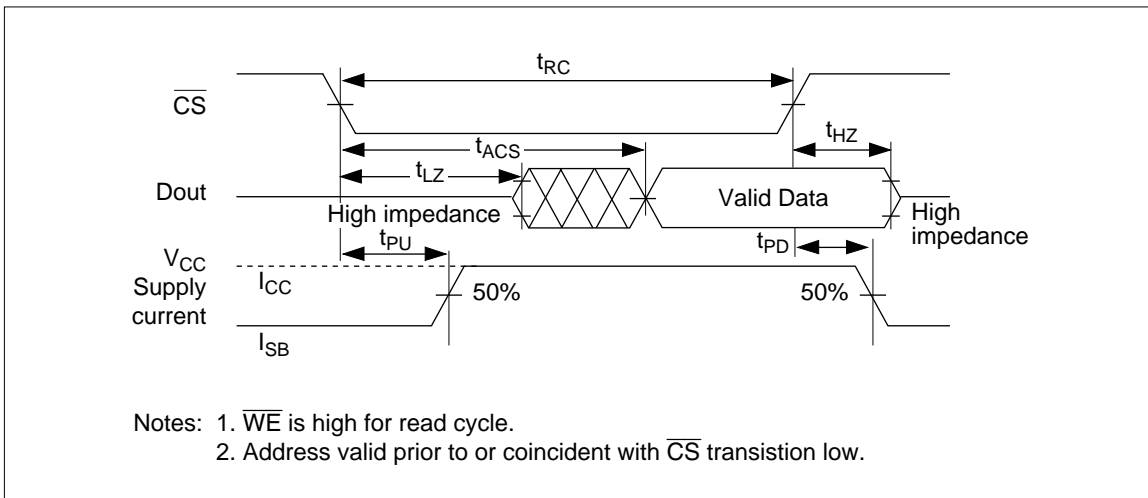 tRC
CS
tHZ
tACS
tLZ
Dout
Valid Data
High impedance
High
impedance
tPU
tPD
VCC
Supply
current
ICC
50%
50%
ISB
Notes: 1. WE is high for read cycle.
2. Address valid prior to or coincident with CS transistion low.